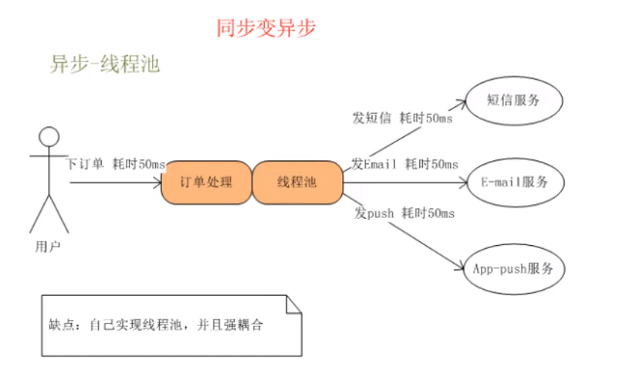 同步变异步
异步-线程池
短信服务
发短信 耗时50ms
下订单 耗时50ms
发Email 耗时50ms
订单处理
线程池
E-mail服务
发push 耗时50ms
用户
App-push服务
缺点：自己实现线程池，并且强耦合